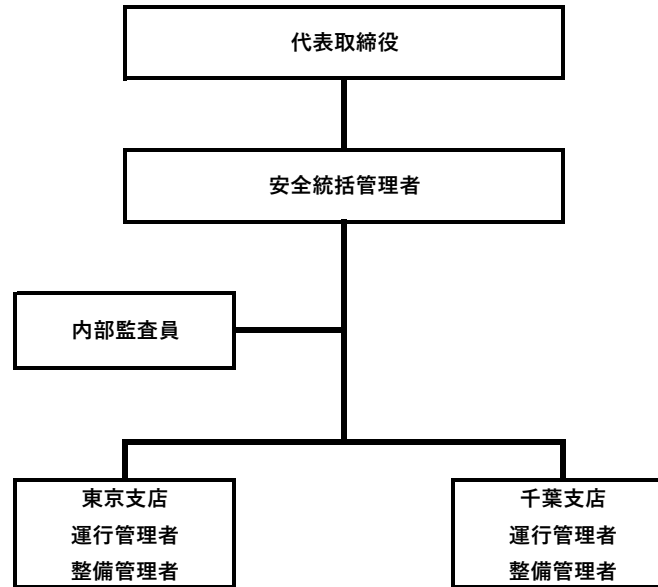 代表取締役
安全統括管理者
内部監査員
東京支店
運行管理者
整備管理者
千葉支店
運行管理者
整備管理者